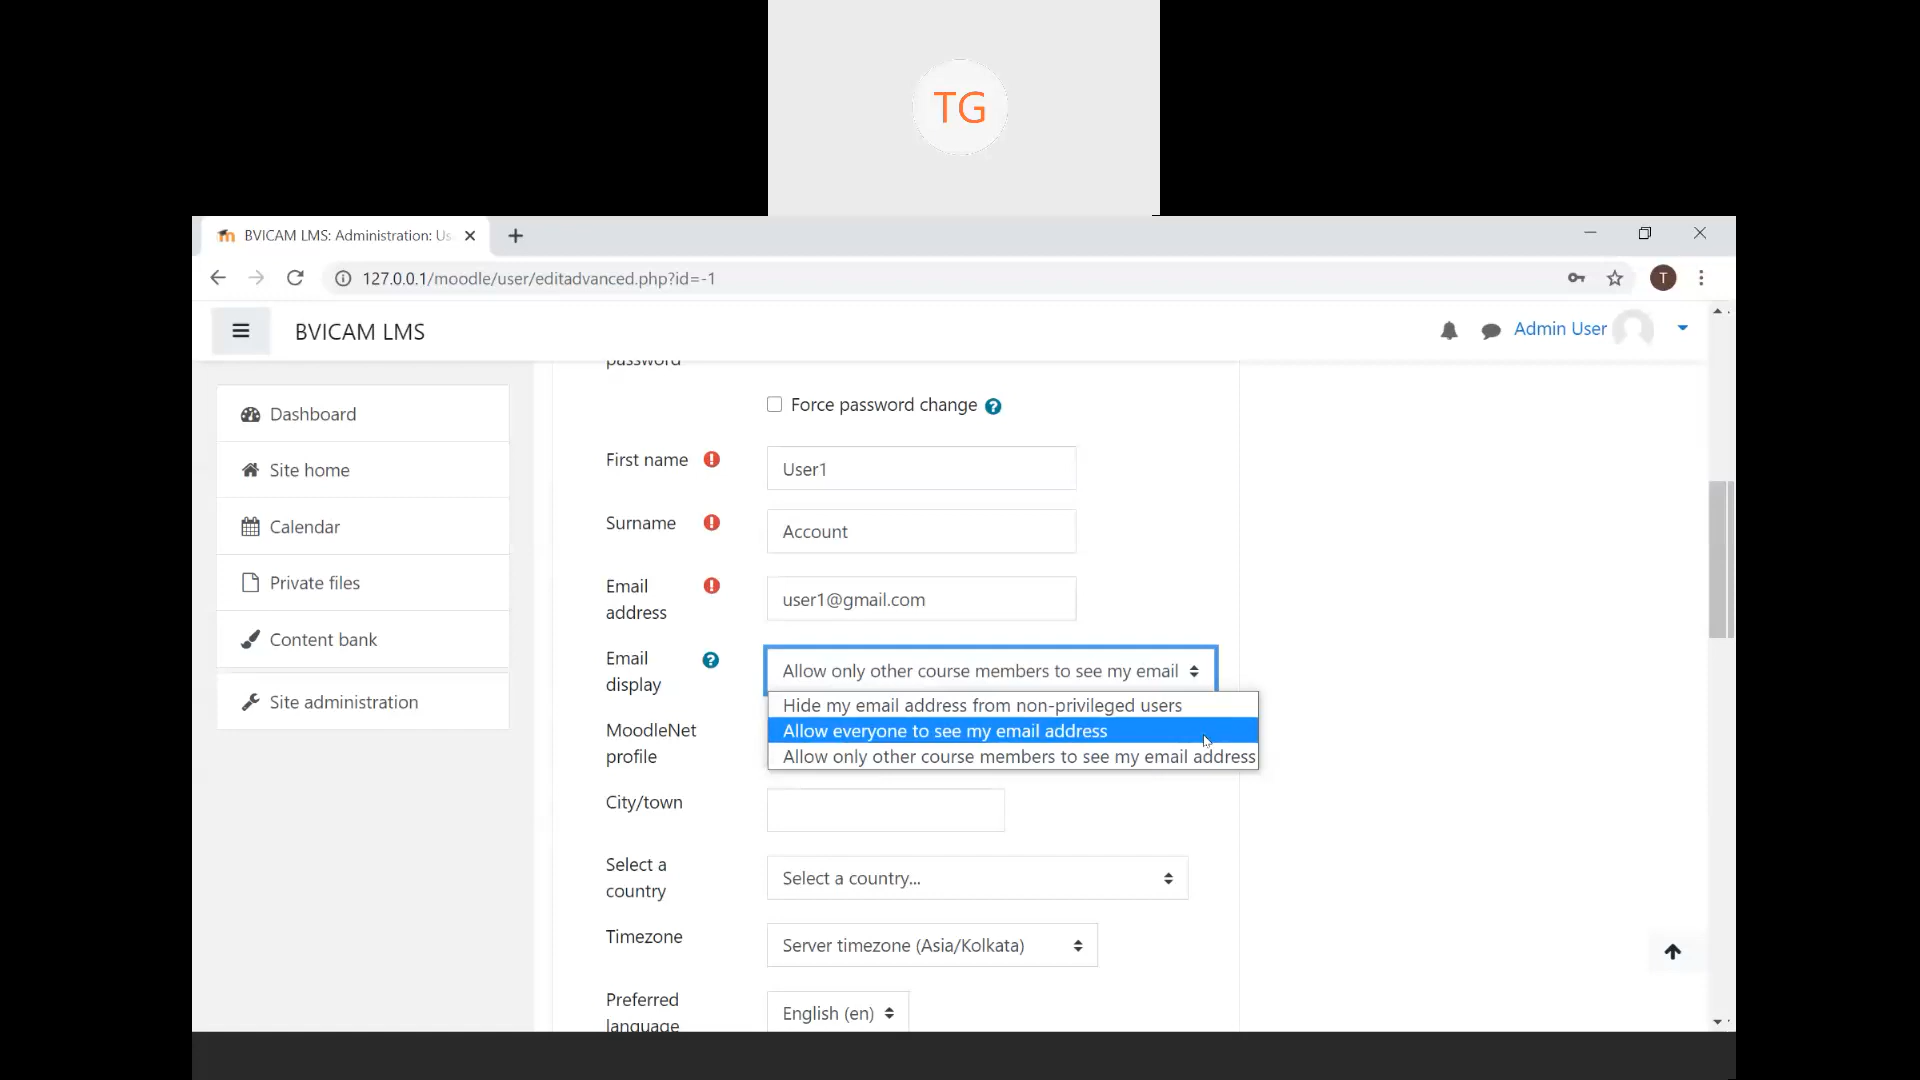 TG
BVICAM LMS: Administration: Us
127.0.0.1/moodle/user/editadvanced.php?id=-1
T
BVICAM LMS
Admin User
password
Dashboard
Site home
Calendar
Private files
Content bank
Site administration
Force password change
First name
User1
Surname
Account
Email
address
user1@gmail.com
Email
display
Allow only other course members to see my email
Hide my email address from non-privileged users
Allow everyone to see my email address
Allow only other course members to see my email address
MoodleNet
profile
City/town
Select a
country
Select a country...
Timezone
Server timezone (Asia/Kolkata)
Preferred
language
English (en)